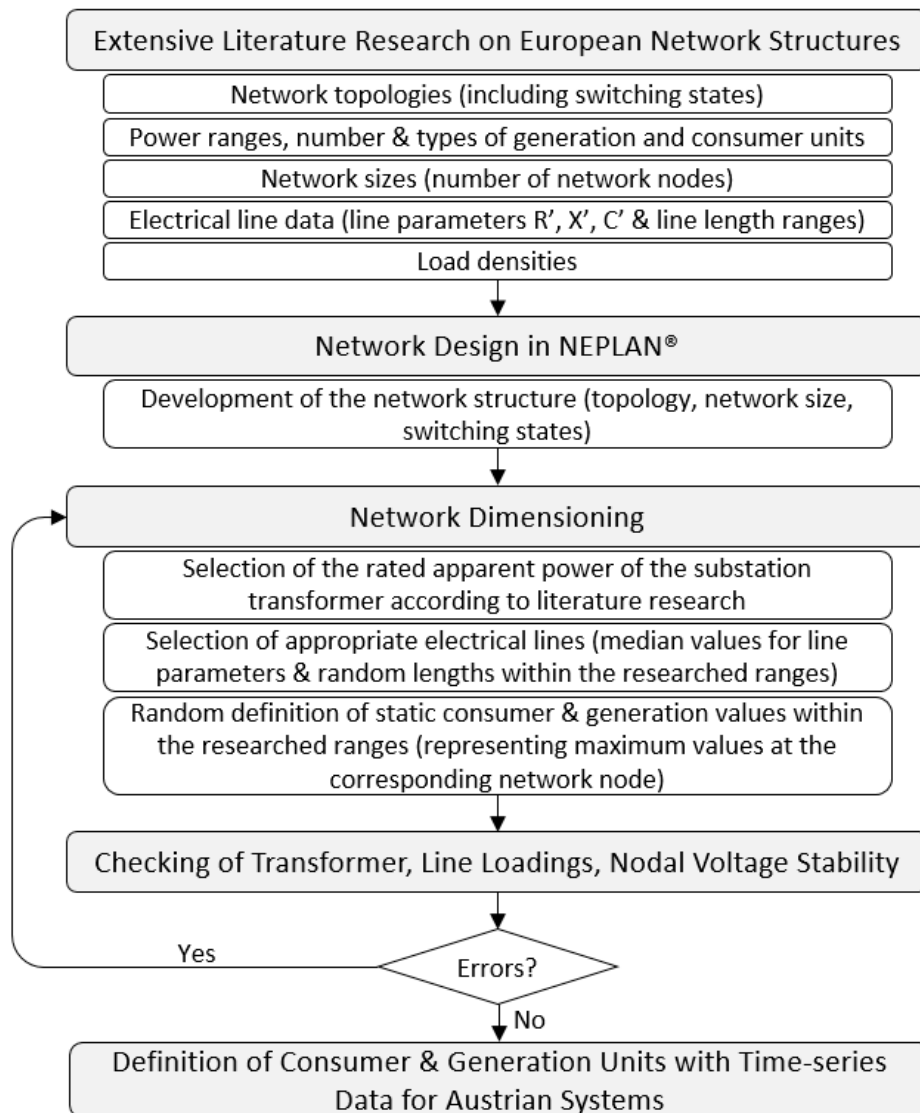 Extensive Literature Research on European Network Structures
Network topologies (including switching states)
Power ranges, number & types of generation and consumer units
Network sizes (number of network nodes)
Electrical line data (line parameters R’, X’, C’ & line length ranges)
Load densities
Network Design in NEPLAN®
Development of the network structure (topology, network size,
switching states)
Network Dimensioning
Selection of the rated apparent power of the substation
transformer according to literature research
Selection of appropriate electrical lines (median values for line
parameters & random lengths within the researched ranges)
Random definition of static consumer & generation values within
the researched ranges (representing maximum values at the
corresponding network node)
Checking of Transformer, Line Loadings, Nodal Voltage Stability
Yes
Errors?
No
Definition of Consumer & Generation Units with Time-series
Data for Austrian Systems